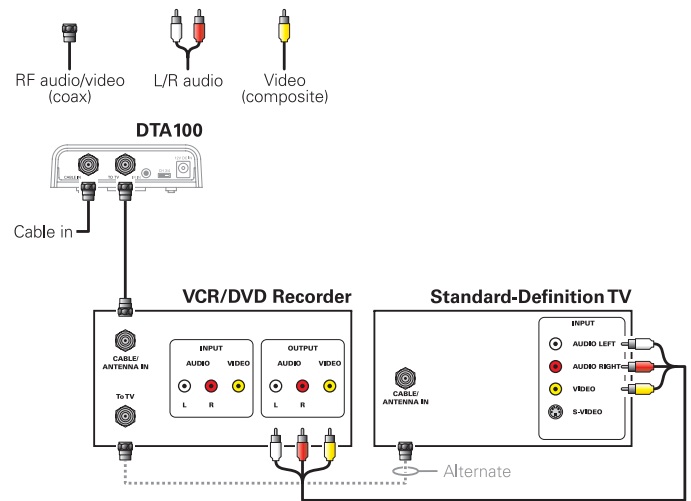 RF audio/video
(coax)
L/R audio
Video
(composite)
DTA100
CABLE IN
TO TV
Cable in
VCR/DVD Recorder
Standard-Definition TV
CABLE/
ANTENNA IN
To TV
INPUT
AUDIO VIDEO
L R
OUTPUT
AUDIO VIDEO
L R
CABLE/
ANTENNA IN
INPUT
AUDIO LEFT
AUDIO RIGHT
VIDEO
S-VIDEO
Alternate